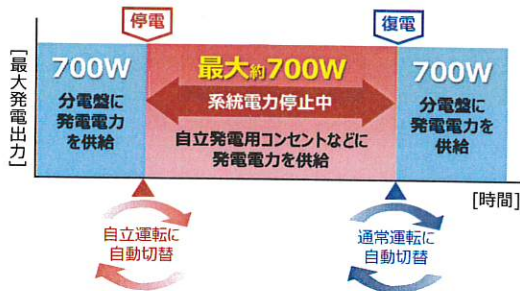 停電
復電
[最大発電出力]
700W
分電盤に
発電電力
を供給
最大約700W
系統電力停止中
自立発電用コンセントなどに
発電電力を供給
700W
分電盤に
発電電力を
供給
[時間]
自立運転に
自動切替
通常運転に
自動切替